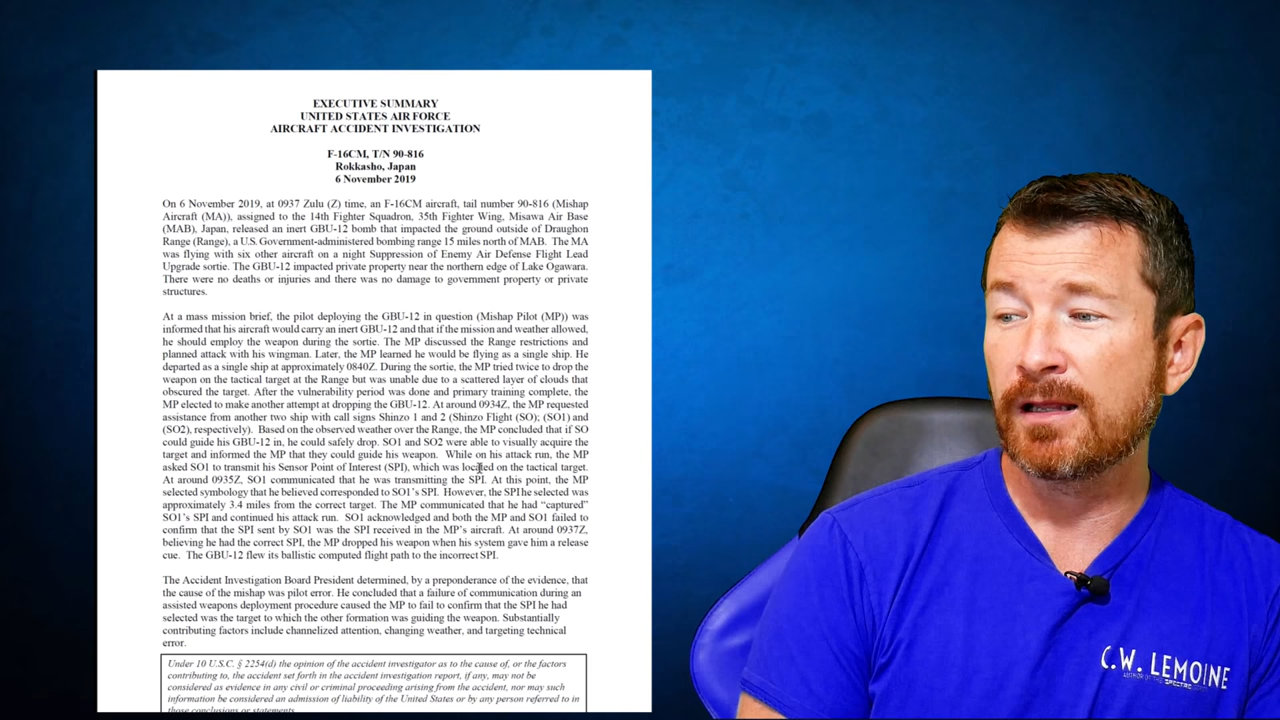 EXECUTIVE SUMMARY
UNITED STATES AIR FORCE
AIRCRAFT ACCIDENT INVESTIGATION
F-16CM, T/N 90-816
Rokkasho, Japan
6 November 2019
On 6 November 2019, at 0937 Zulu (Z) time, an F-16CM aircraft, tail number 90-816 (Mishap
Aircraft (MA)), assigned to the 14th Fighter Squadron, 35th Fighter Wing, Misawa Air Base
(MAB), Japan, released an inert GBU-12 bomb that impacted the ground outside of Draughon
Range (Range), a U.S. Government-administered bombing range 15 miles north of MAB. The MA
was flying with six other aircraft on a night Suppression of Enemy Air Defense Flight Lead
Upgrade sortie. The GBU-12 impacted private property near the northern edge of Lake Ogawara.
There were no deaths or injuries and there was no damage to government property or private
structures.
At a mass mission brief, the pilot deploying the GBU-12 in question (Mishap Pilot (MP)) was
informed that his aircraft would carry an inert GBU-12 and that if the mission and weather allowed,
he should employ the weapon during the sortie. The MP discussed the Range restrictions and
planned attack with his wingman. Later, the MP learned he would be flying as a single ship. He
departed as a single ship at approximately 0840Z. During the sortie, the MP tried twice to drop the
weapon on the tactical target at the Range but was unable due to a scattered layer of clouds that
obscured the target. After the vulnerability period was done and primary training complete, the
MP elected to make another attempt at dropping the GBU-12. At around 0934Z, the MP requested
assistance from another two ship with call signs Shinzo 1 and 2 (Shinzo Flight (SO); (SO1) and
(SO2), respectively). Based on the observed weather over the Range, the MP concluded that if SO
could guide his GBU-12 in, he could safely drop. SO1 and SO2 were able to visually acquire the
target and informed the MP that they could guide his weapon. While on his attack run, the MP
asked SO1 to transmit his Sensor Point of Interest (SPI), which was located on the tactical target.
At around 0935Z, SO1 communicated that he was transmitting the SPI. At this point, the MP
selected symbology that he believed corresponded to SO1's SPI. However, the SPI he selected was
approximately 3.4 miles from the correct target. The MP communicated that he had “captured”
SO1's SPI and continued his attack run. SO1 acknowledged and both the MP and SO1 failed to
confirm that the SPI sent by SO1 was the SPI received in the MP's aircraft. At around 0937Z,
believing he had the correct SPI, the MP dropped his weapon when his system gave him a release
cue. The GBU-12 flew its ballistic computed flight path to the incorrect SPI.
The Accident Investigation Board President determined, by a preponderance of the evidence, that
the cause of the mishap was pilot error. He concluded that a failure of communication during an
assisted weapons deployment procedure caused the MP to fail to confirm that the SPI he had
selected was the target to which the other formation was guiding the weapon. Substantially
contributing factors include channelized attention, changing weather, and targeting technical
error.
Under 10 U.S.C. § 2254(d) the opinion of the accident investigator as to the cause of, or the factors
contributing to, the accident set forth in the accident investigation report, if any, may not be
considered as evidence in any civil or criminal proceeding arising from the accident, nor may such
information be considered an admission of liability of the United States or by any person referred to in
those conclusions or statements.
C.W. LEMOINE
AUTHOR OF THE SPECTRE